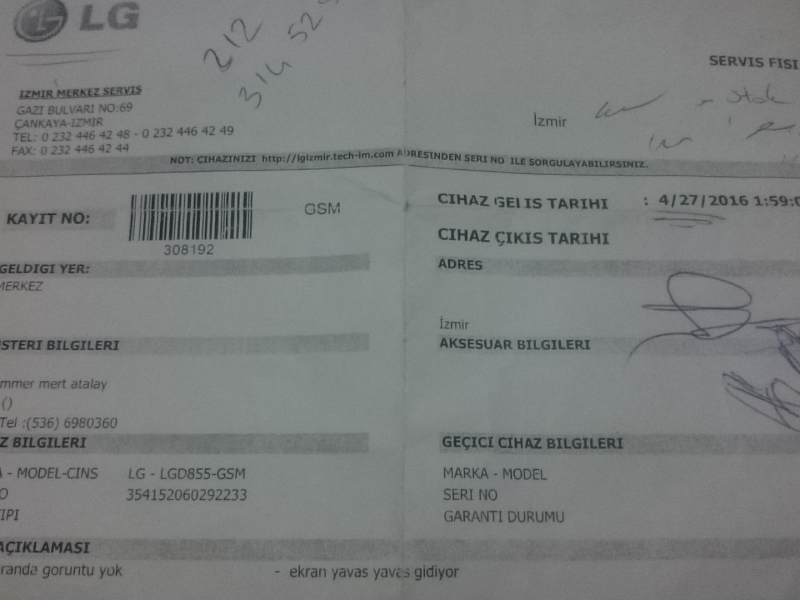 LG
212
314 52
SERVIS FISI
IZMIR MERKEZ SERVIS
GAZI BULVARI NO:69
ÇANKAYA-IZMIR
TEL: 0 232 446 42 48 - 0 232 446 42 49
FAX: 0 232 446 42 44
İzmir
NOT: CIHAZINIZI http://lgizmir.tech-im.com ADRESINDEN SERI NO ILE SORGULAYABILIRSINIZ.
KAYIT NO:
308192
GSM
CIHAZ GELIS TARIHI : 4/27/2016 1:59:0
CIHAZ ÇIKIS TARIHI
GELDIGI YER:
MERKEZ
ADRES
İzmir
STERI BILGILERI
AKSESUAR BILGILERI
mmer mert atalay
()
Tel :(536) 6980360
Z BILGILERI
GEÇICI CIHAZ BILGILERI
A - MODEL-CINS LG - LGD855-GSM
MARKA - MODEL
O 354152060292233
SERI NO
IPI
GARANTI DURUMU
AÇIKLAMASI
randa goruntu yok - ekran yavas yavas gidiyor